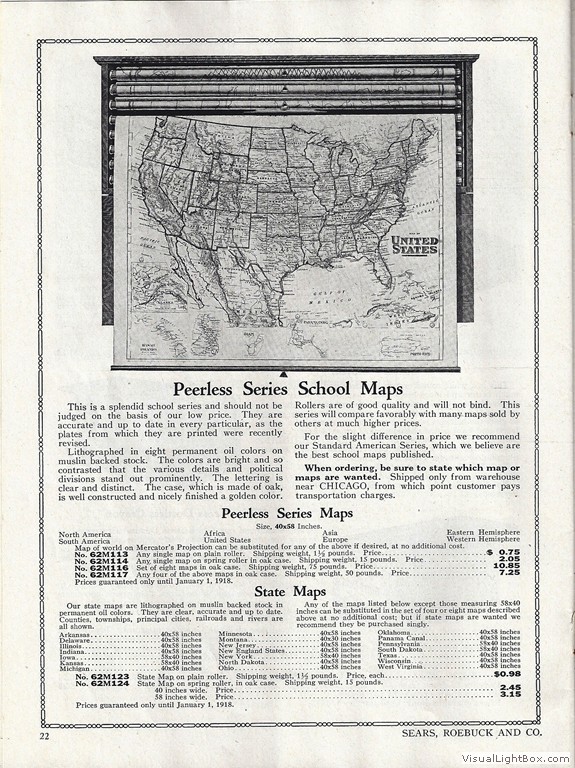 UNITED
STATES
GULF OF
MEXICO
Peerless Series School Maps
This is a splendid school series and should not be
judged on the basis of our low price. They are
accurate and up to date in every particular, as the
plates from which they are printed were recently
revised.
Lithographed in eight permanent oil colors on
muslin backed stock. The colors are bright and so
contrasted that the various details and political
divisions stand out prominently. The lettering is
clear and distinct. The case, which is made of oak,
is well constructed and nicely finished a golden color.
Rollers are of good quality and will not bind. This
series will compare favorably with many maps sold by
others at much higher prices.
For the slight difference in price we recommend
our Standard American Series, which we believe are
the best school maps published.
When ordering, be sure to state which map or
maps are wanted. Shipped only from warehouse
near CHICAGO, from which point customer pays
transportation charges.
Peerless Series Maps
Size, 40x58 Inches.
North America Africa Asia Eastern Hemisphere
South America United States Europe Western Hemisphere
Map of world on Mercator's Projection can be substituted for any of the above if desired, at no additional cost.
No. 62M113 Any single map on plain roller. Shipping weight, 1½ pounds. Price $ 0.75
No. 62M114 Any single map on spring roller in oak case. Shipping weight, 15 pounds. Price 2.05
No. 62M116 Set of eight maps in oak case. Shipping weight, 75 pounds. Price 10.85
No. 62M117 Any four of the above maps in oak case. Shipping weight, 50 pounds. Price 7.25
Prices guaranteed only until January 1, 1918.
State Maps
Our state maps are lithographed on muslin backed stock in
permanent oil colors. They are clear, accurate and up to date.
Counties, townships, principal cities, railroads and rivers are
all shown.
Any of the maps listed below except those measuring 58x40
inches can be substituted in the set of four or eight maps described
above at no additional cost; but if state maps are wanted we
recommend they be purchased singly.
Arkansas 40x58 inches
Delaware 40x58 inches
Illinois 40x58 inches
Indiana 40x58 inches
Iowa 58x40 inches
Kansas 58x40 inches
Michigan 40x58 inches
Minnesota 40x58 inches
Montana 40x30 inches
New Jersey 40x58 inches
New England States 40x58 inches
New York 58x40 inches
North Dakota 40x58 inches
Ohio 40x58 inches
Oklahoma 40x58 inches
Panama Canal 40x58 inches
Pennsylvania 58x40 inches
South Dakota 58x40 inches
Texas 40x58 inches
Wisconsin 40x58 inches
West Virginia 40x58 inches
No. 62M123 State Map on plain roller. Shipping weight, 1½ pounds. Price, each $0.98
No. 62M124 State Map on spring roller, in oak case. Shipping weight, 15 pounds.
40 inches wide. Price 2.45
58 inches wide. Price 3.15
Prices guaranteed only until January 1, 1918.
22
SEARS, ROEBUCK AND CO.
VisualLightBox.com